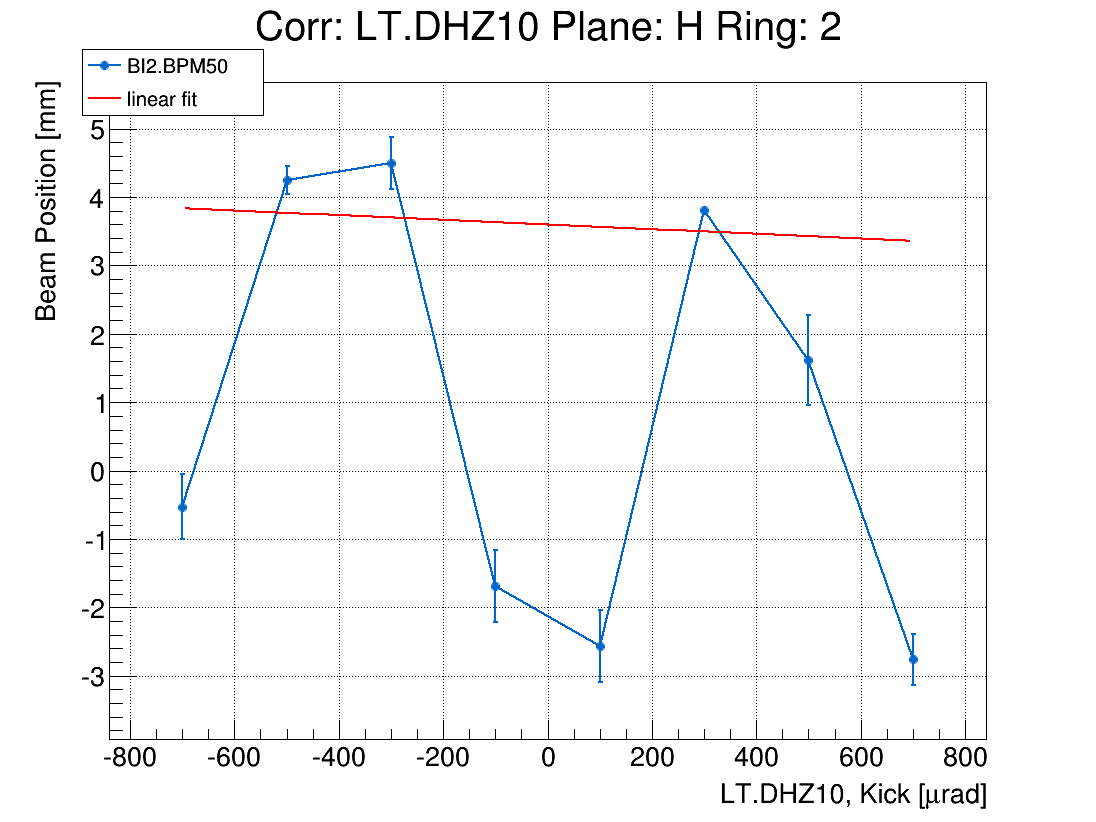 Corr: LT.DHZ10 Plane: H Ring: 2
BI2.BPM50
linear fit
Beam Position [mm]
5
4
3
2
1
0
-1
-2
-3
-800 -600 -400 -200 0 200 400 600 800
LT.DHZ10, Kick [μrad]